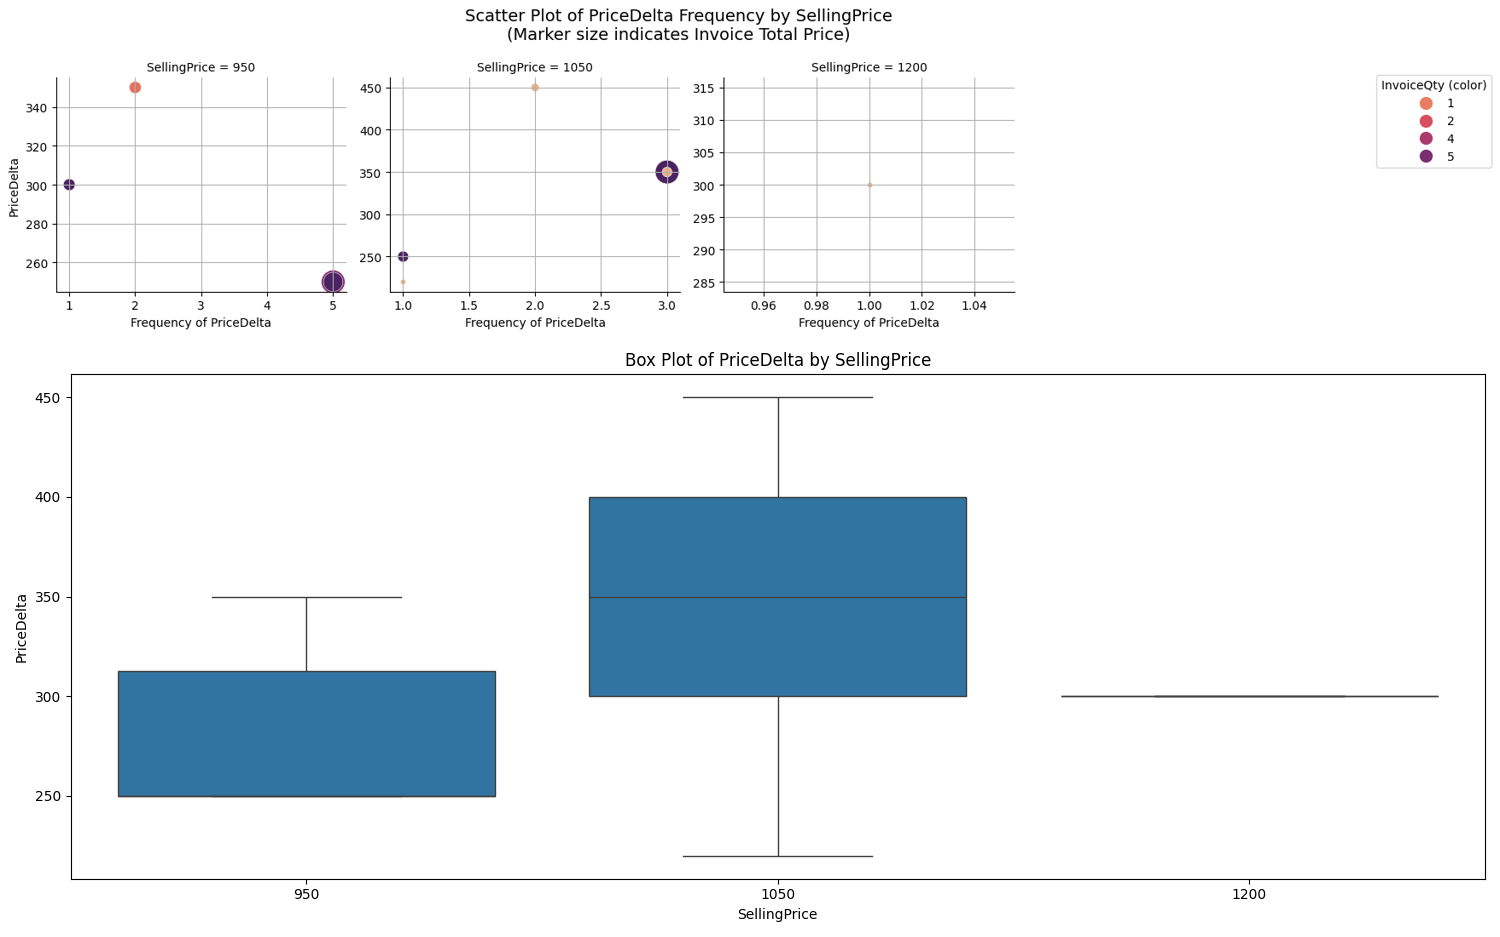 Scatter Plot of PriceDelta Frequency by SellingPrice
(Marker size indicates Invoice Total Price)
SellingPrice = 950
PriceDelta
340
320
300
280
260
1 2 3 4 5
Frequency of PriceDelta
SellingPrice = 1050
450
400
350
300
250
1.0 1.5 2.0 2.5 3.0
Frequency of PriceDelta
SellingPrice = 1200
315
310
305
300
295
290
285
0.96 0.98 1.00 1.02 1.04
Frequency of PriceDelta
InvoiceQty (color)
1
2
4
5
Box Plot of PriceDelta by SellingPrice
PriceDelta
450
400
350
300
250
950 1050 1200
SellingPrice